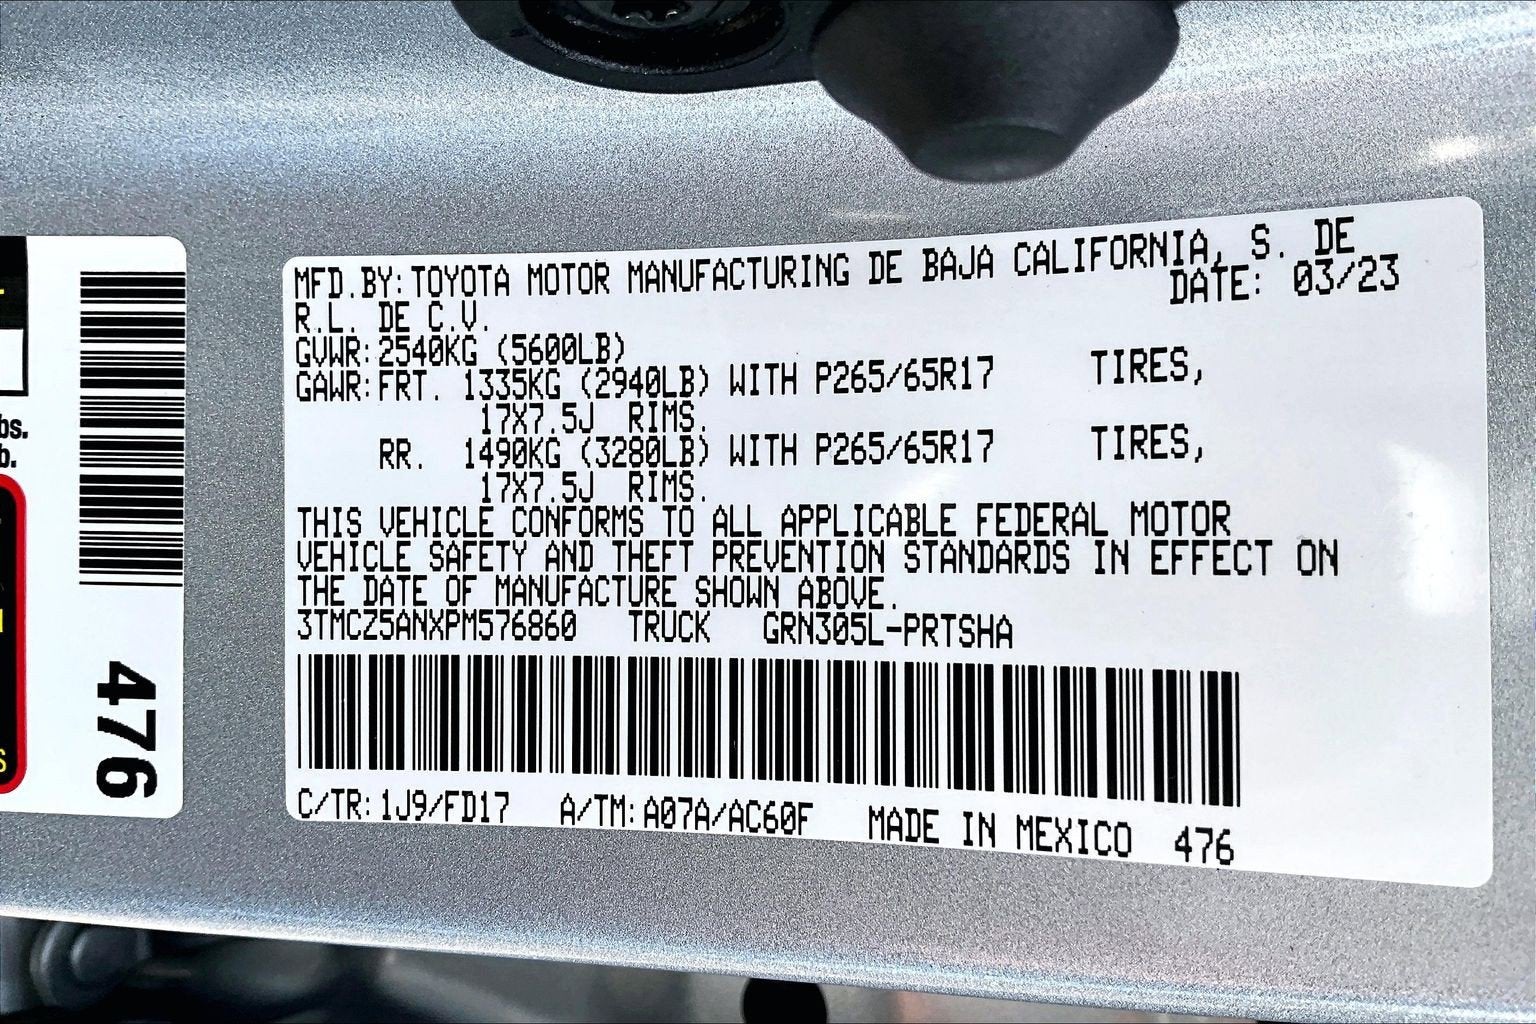 MFD.BY:TOYOTA MOTOR MANUFACTURING DE BAJA CALIFORNIA, S. DE
R.L. DE C.V. DATE: 03/23
GVWR:2540KG (5600LB)
GAWR:FRT. 1335KG (2940LB) WITH P265/65R17 TIRES,
17X7.5J RIMS.
RR. 1490KG (3280LB) WITH P265/65R17 TIRES,
17X7.5J RIMS.
THIS VEHICLE CONFORMS TO ALL APPLICABLE FEDERAL MOTOR
VEHICLE SAFETY AND THEFT PREVENTION STANDARDS IN EFFECT ON
THE DATE OF MANUFACTURE SHOWN ABOVE.
3TMCZ5ANXPM576860 TRUCK GRN305L-PRTSHA
C/TR:1J9/FD17 A/TM:A07A/AC60F MADE IN MEXICO 476
476